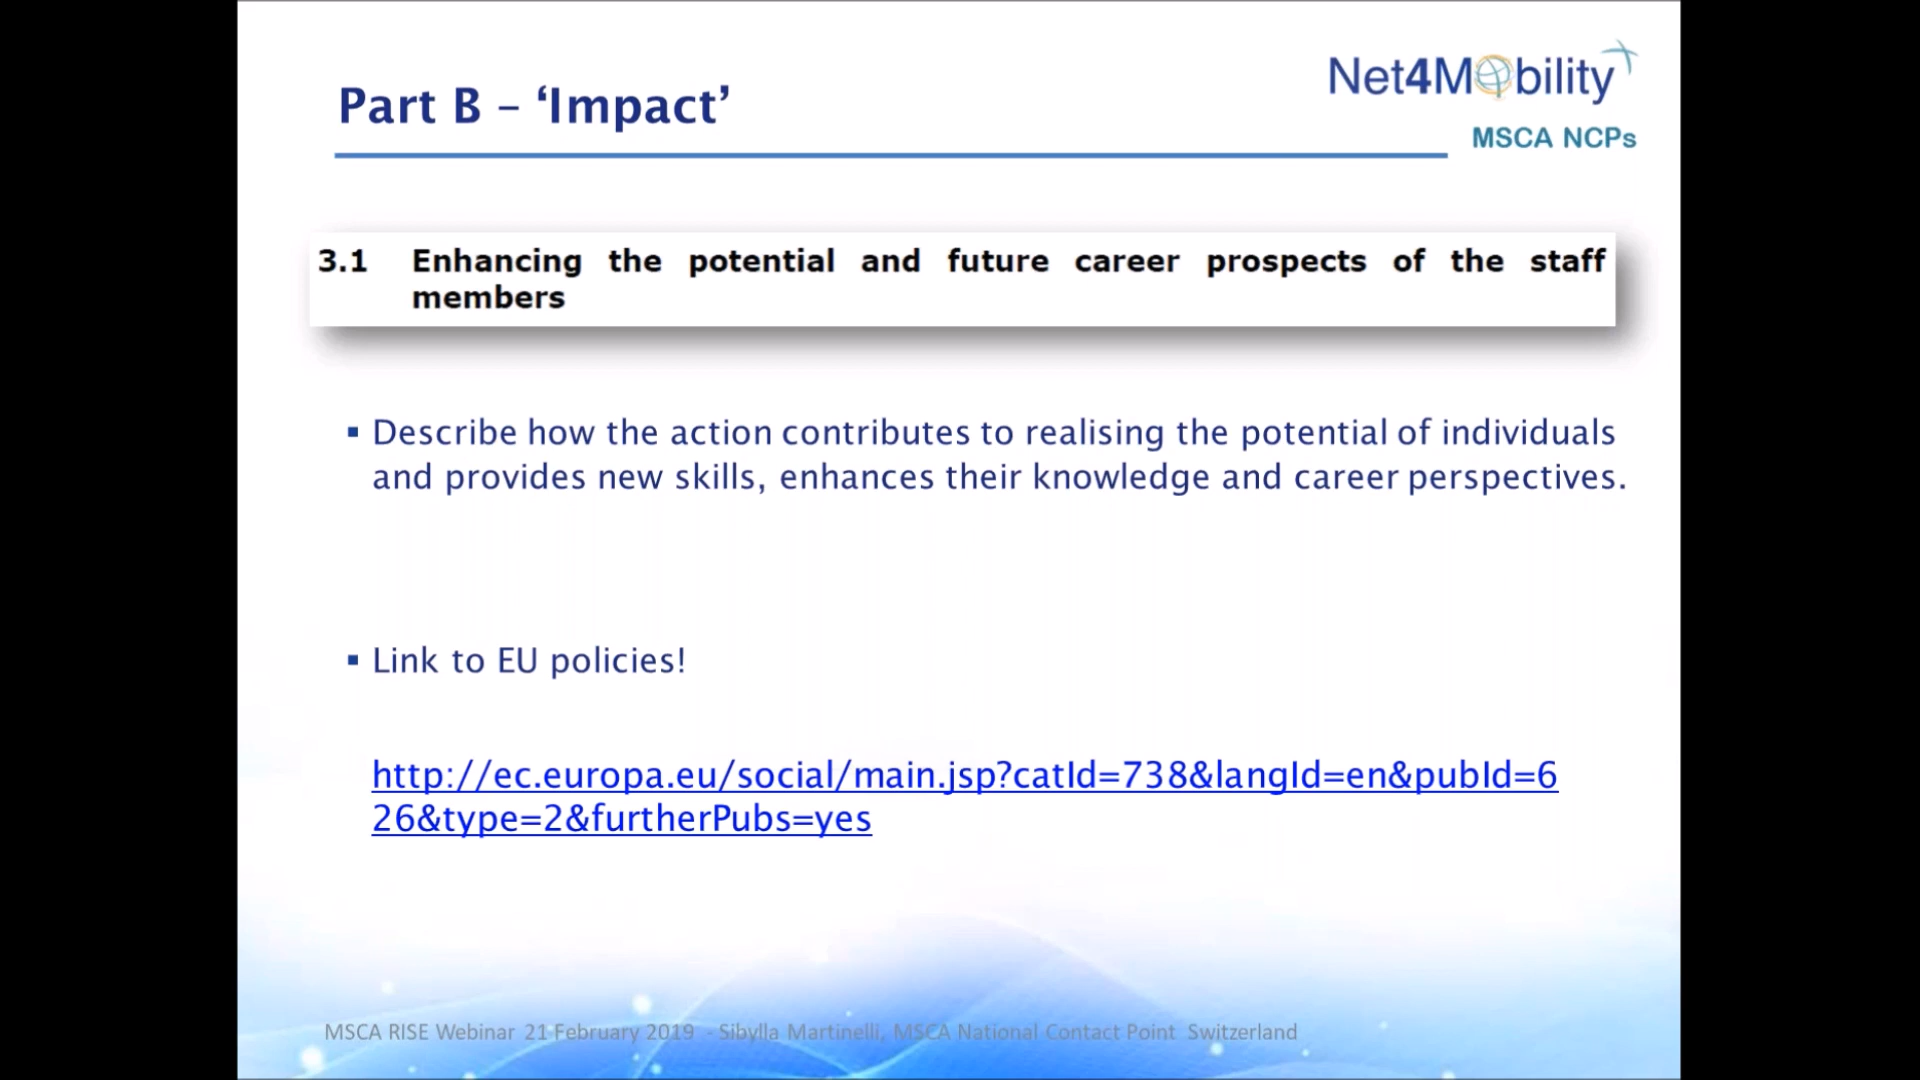 Part B – ‘Impact’
Net4Mobility
MSCA NCPs
3.1 Enhancing the potential and future career prospects of the staff
members
▪ Describe how the action contributes to realising the potential of individuals
and provides new skills, enhances their knowledge and career perspectives.
▪ Link to EU policies!
http://ec.europa.eu/social/main.jsp?catId=738&langId=en&pubId=6
26&type=2&furtherPubs=yes
MSCA RISE Webinar 21 February 2019 - Sibylla Martinelli, MSCA National Contact Point Switzerland